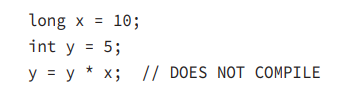 long x = 10;
int y = 5;
y = y * x;  // DOES NOT COMPILE